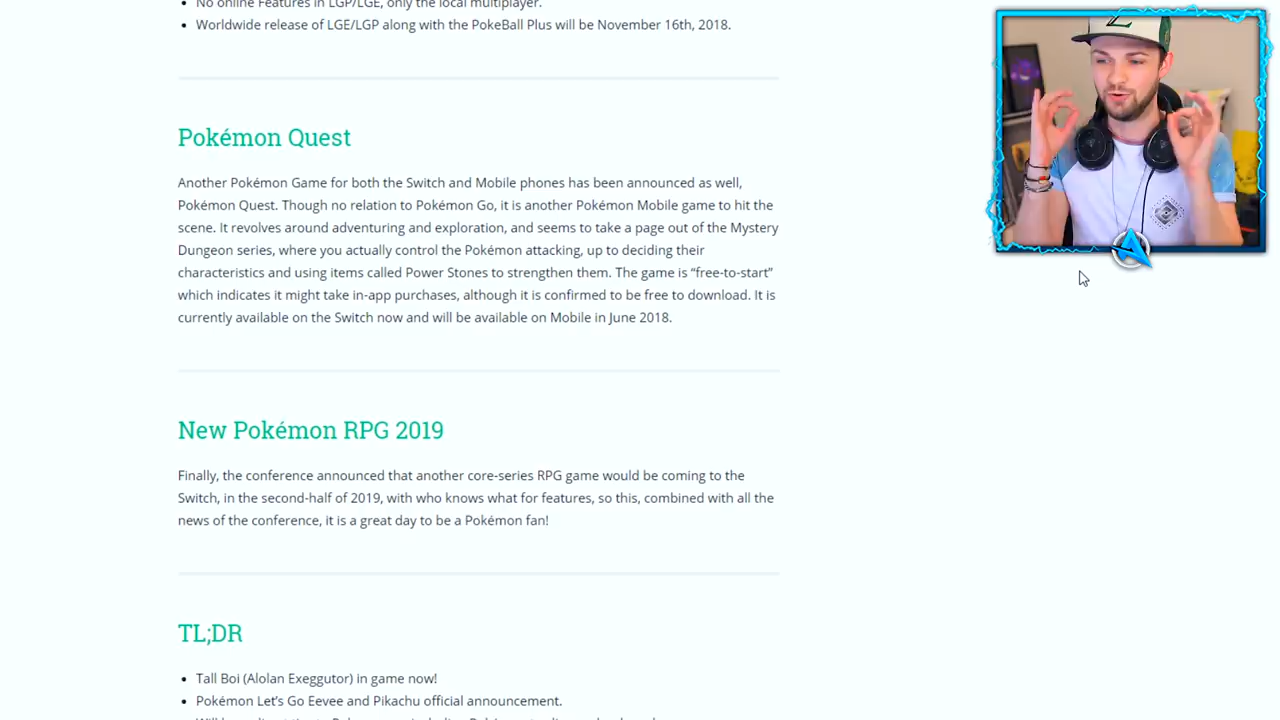 No online Features in LGP/LGE, only the local multiplayer.
Worldwide release of LGE/LGP along with the PokeBall Plus will be November 16th, 2018.
Pokémon Quest
Another Pokémon Game for both the Switch and Mobile phones has been announced as well,
Pokémon Quest. Though no relation to Pokémon Go, it is another Pokémon Mobile game to hit the
scene. It revolves around adventuring and exploration, and seems to take a page out of the Mystery
Dungeon series, where you actually control the Pokémon attacking, up to deciding their
characteristics and using items called Power Stones to strengthen them. The game is “free-to-start”
which indicates it might take in-app purchases, although it is confirmed to be free to download. It is
currently available on the Switch now and will be available on Mobile in June 2018.
New Pokémon RPG 2019
Finally, the conference announced that another core-series RPG game would be coming to the
Switch, in the second-half of 2019, with who knows what for features, so this, combined with all the
news of the conference, it is a great day to be a Pokémon fan!
TL;DR
Tall Boi (Alolan Exeggutor) in game now!
Pokémon Let’s Go Eevee and Pikachu official announcement.